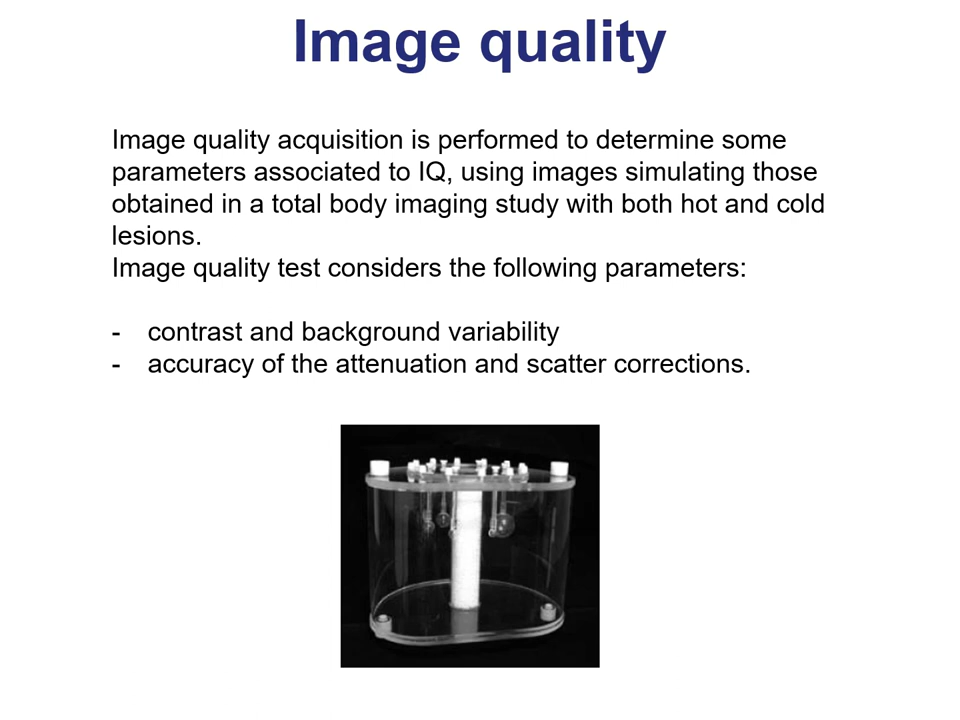 Image quality
Image quality acquisition is performed to determine some
parameters associated to IQ, using images simulating those
obtained in a total body imaging study with both hot and cold
lesions.
Image quality test considers the following parameters:
- contrast and background variability
- accuracy of the attenuation and scatter corrections.